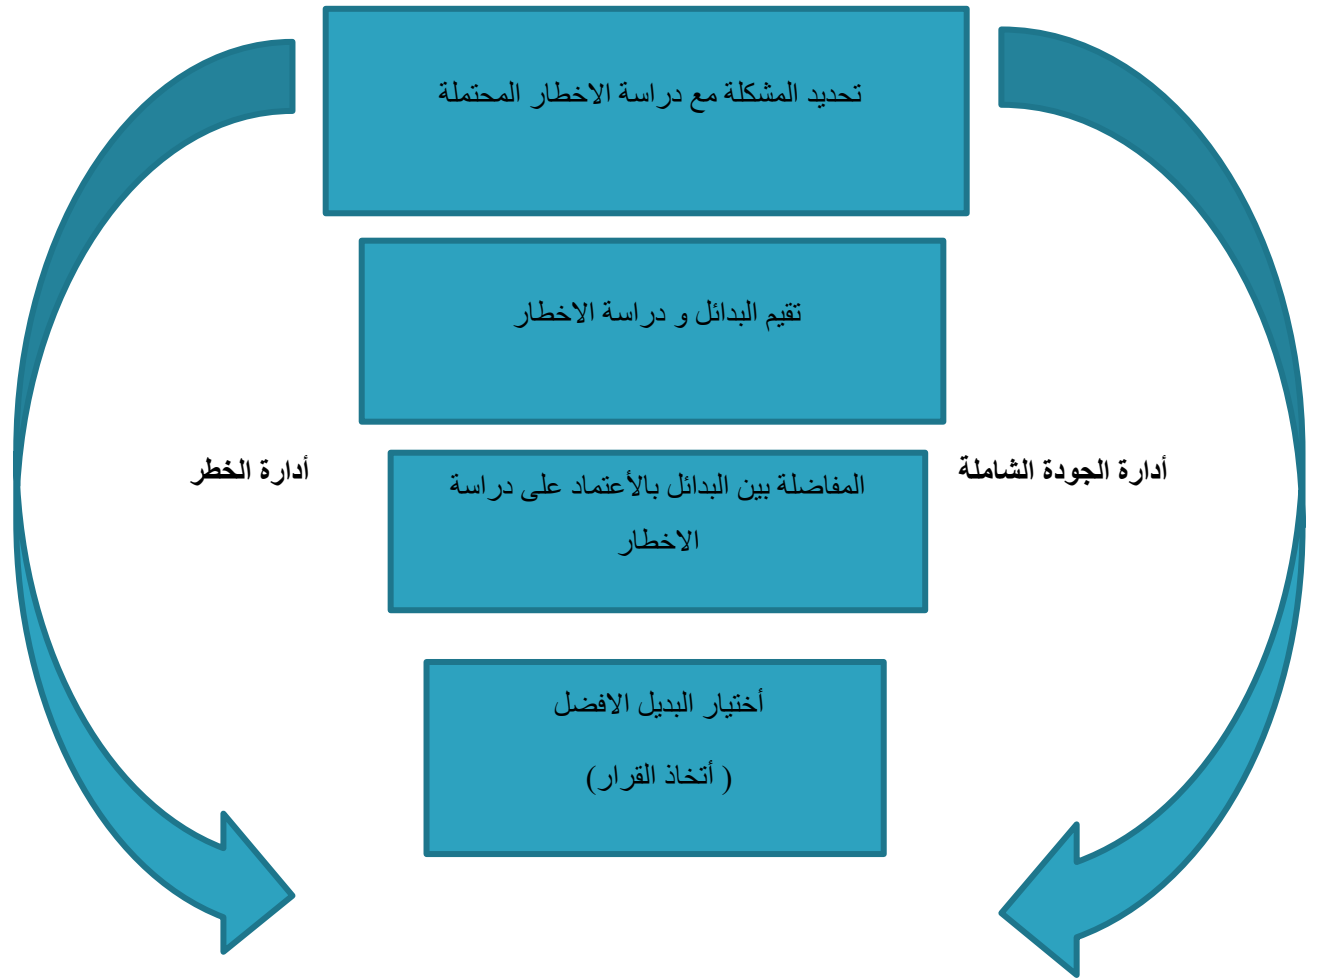 تحديد المشكلة مع دراسة الاخطار المحتملة
تقيم البدائل و دراسة الاخطار
أدارة الجودة الشاملة
المفاضلة بين البدائل بالأعتماد على دراسة
الاخطار
أدارة الخطر
أختيار البديل الافضل
( أتخاذ القرار)